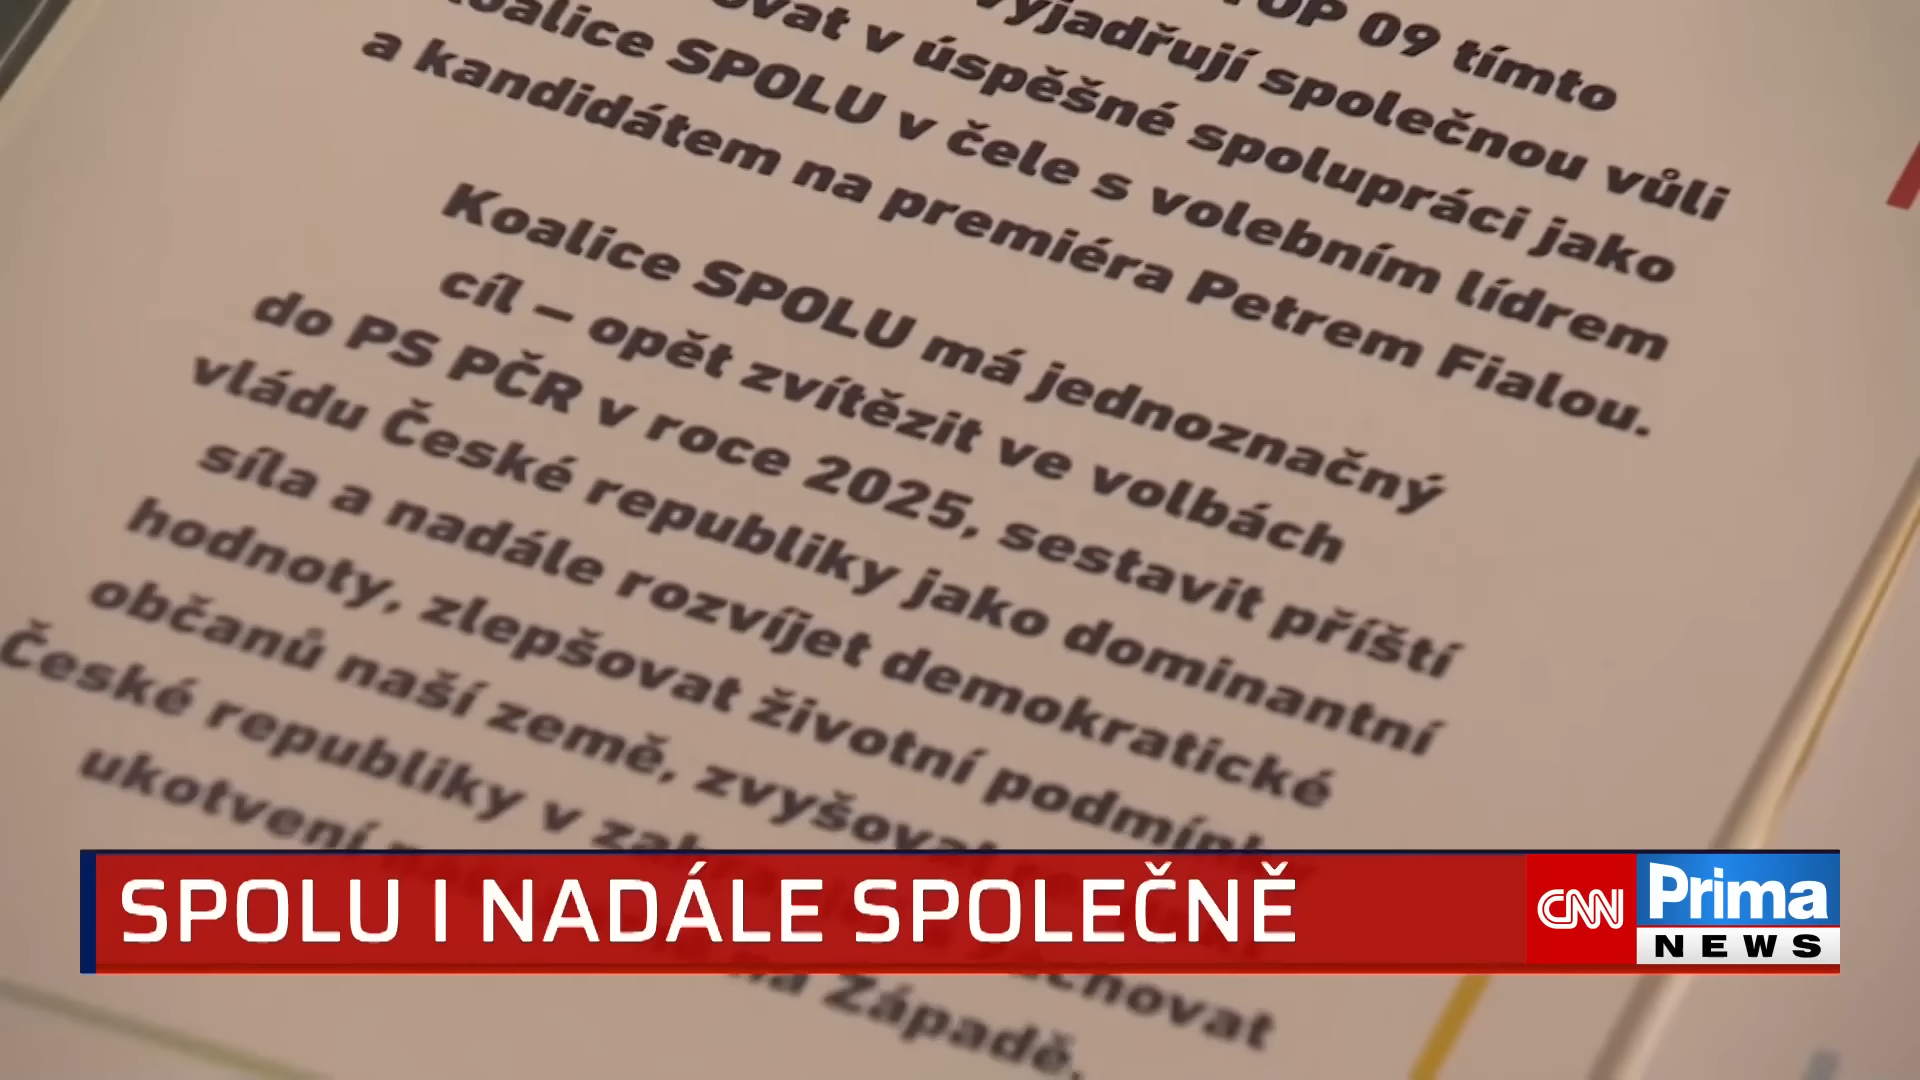 TOP 09 tímto
vyjadřují společnou vůli
v úspěšné spolupráci jako
koalice SPOLU v čele s volebním lídrem
a kandidátem na premiéra Petrem Fialou.
Koalice SPOLU má jednoznačný
cíl – opět zvítězit ve volbách
do PS PČR v roce 2025, sestavit příští
vládu České republiky jako dominantní
síla a nadále rozvíjet demokratické
hodnoty, zlepšovat životní podmínky
občanů naší země, zvyšovat
České republiky v
ukotvení
na Západě.
SPOLU I NADÁLE SPOLEČNĚ
CNN Prima
NEWS